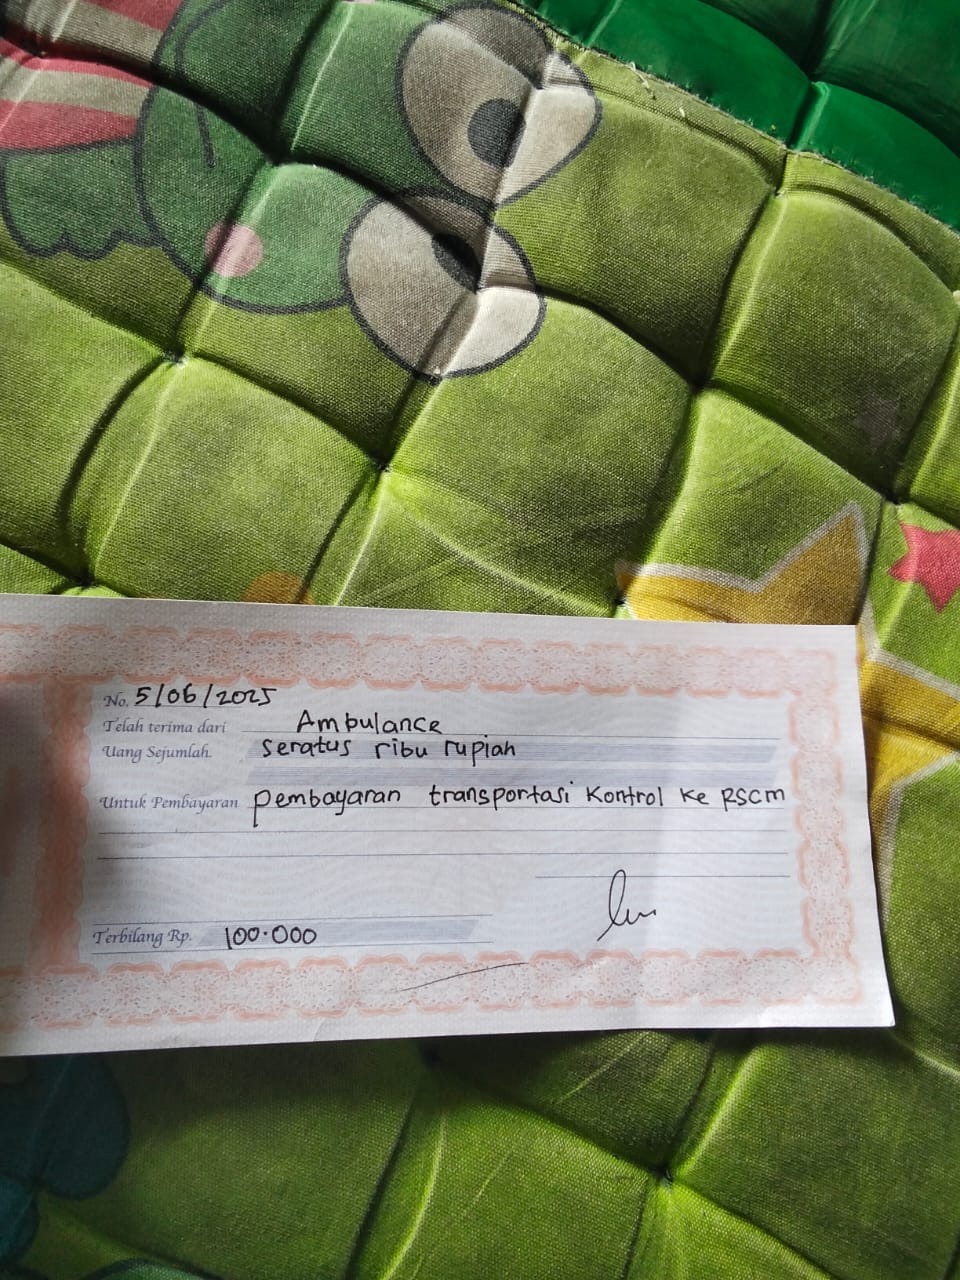 No. 5/06/2025
Telah terima dari Ambulance
Uang Sejumlah seratus ribu rupiah
Untuk Pembayaran pembayaran transportasi Kontrol ke RSCM
Terbilang Rp. 100.000